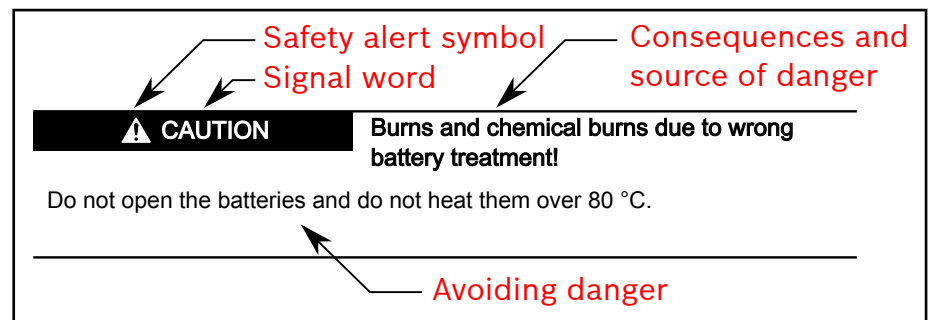 Safety alert symbol
Consequences and
Signal word
source of danger
CAUTION
Burns and chemical burns due to wrong
battery treatment!
Do not open the batteries and do not heat them over 80 °C.
Avoiding danger